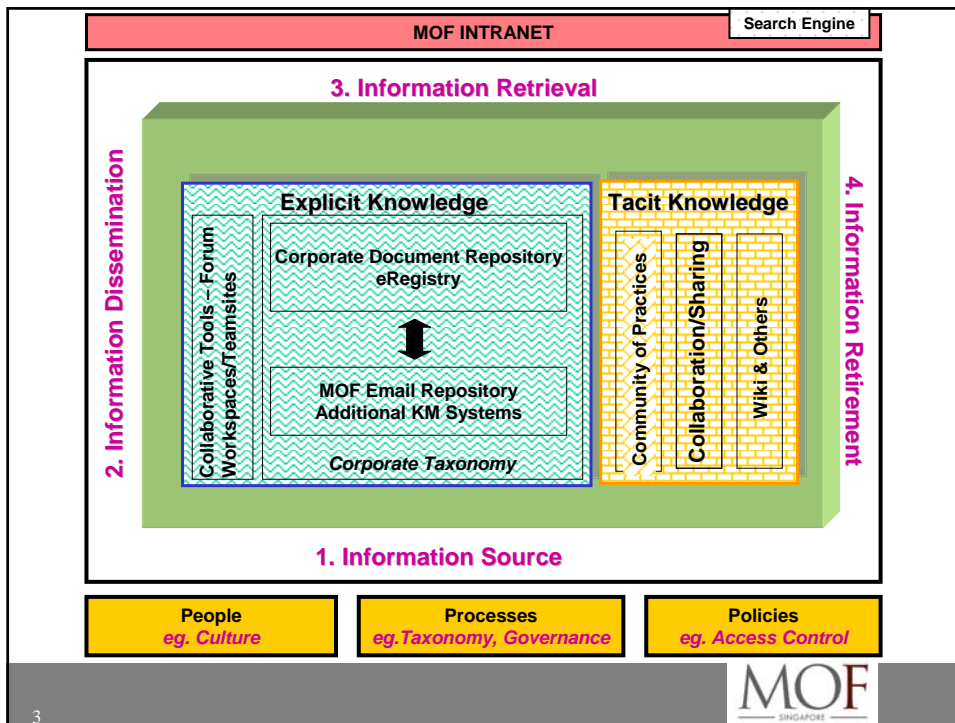 MOF INTRANET
Search Engine
3. Information Retrieval
2. Information Dissemination
Explicit Knowledge
Collaborative Tools – Forum
Workspaces/Teamsites
Corporate Document Repository
eRegistry
MOF Email Repository
Additional KM Systems
Corporate Taxonomy
Tacit Knowledge
Community of Practices
Collaboration/Sharing
Wiki & Others
4. Information Retirement
1. Information Source
People
eg. Culture
Processes
eg.Taxonomy, Governance
Policies
eg. Access Control
3
MOF
SINGAPORE